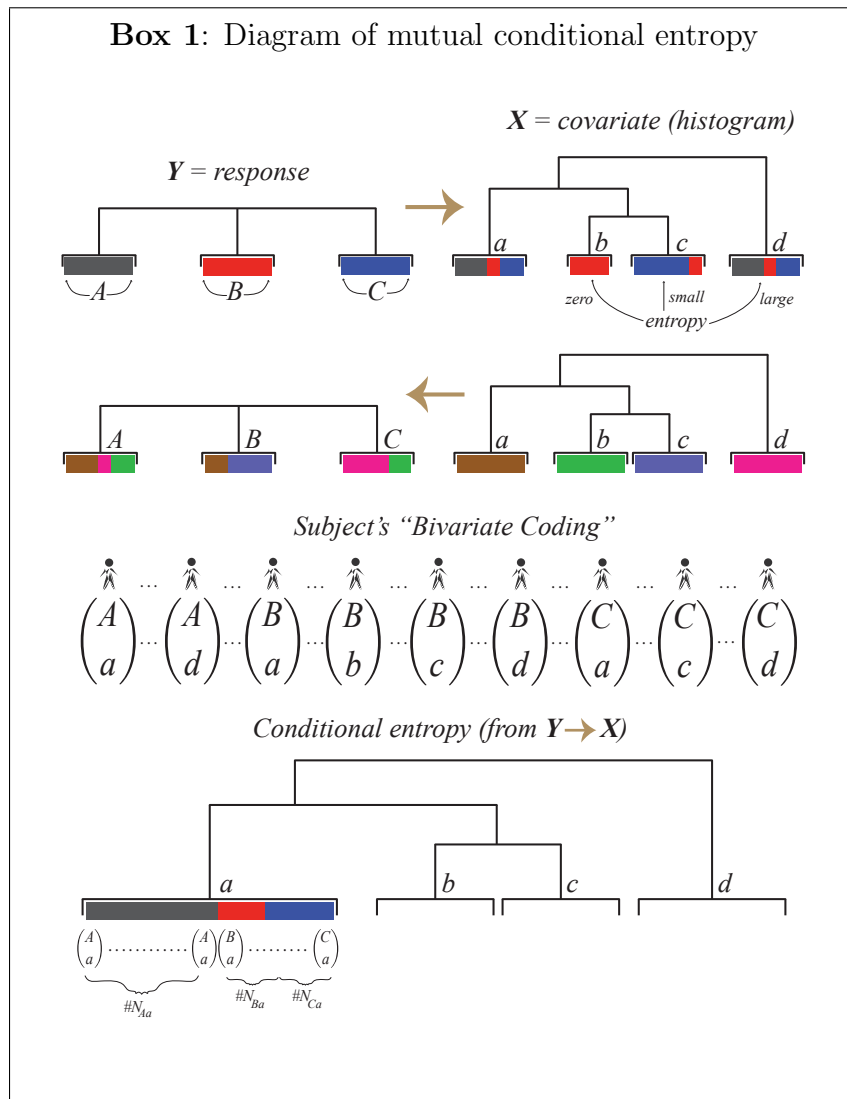 Box 1: Diagram of mutual conditional entropy
X = covariate (histogram)
Y = response
a b c d
A B C
zero small large
entropy
A B C a b c d
Subject's “Bivariate Coding”
... ... ... ... ... ... ... ...
(A) ... (A) ... (B) ... (B) ... (B) ... (B) ... (C) ... (C) ... (C)
(a) (d) (a) (b) (c) (d) (a) (c) (d)
Conditional entropy (from Y → X)
a b c d
(A) ............ (A) (B) ......... (C)
(a) (a) (a) (a)
#N_Aa #N_Ba #N_Ca